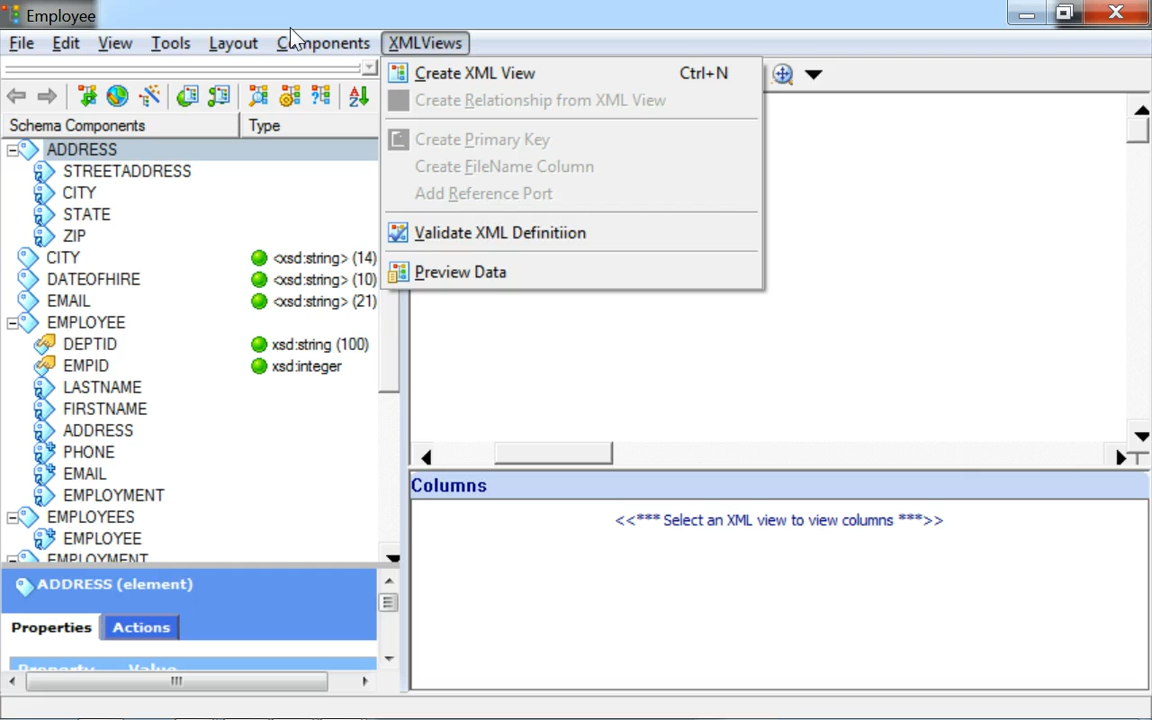 Employee
File Edit View Tools Layout Components XMLViews
Create XML View Ctrl+N
Create Relationship from XML View
Create Primary Key
Create FileName Column
Add Reference Port
Validate XML Definitiion
Preview Data
Schema Components Type
ADDRESS
STREETADDRESS
CITY
STATE
ZIP
CITY <xsd:string> (14)
DATEOFHIRE <xsd:string> (10)
EMAIL <xsd:string> (21)
EMPLOYEE
DEPTID xsd:string (100)
EMPID xsd:integer
LASTNAME
FIRSTNAME
ADDRESS
PHONE
EMAIL
EMPLOYMENT
EMPLOYEES
EMPLOYEE
EMPLOYMENT
ADDRESS (element)
Properties Actions
Property Value
Columns
<<*** Select an XML view to view columns ***>>